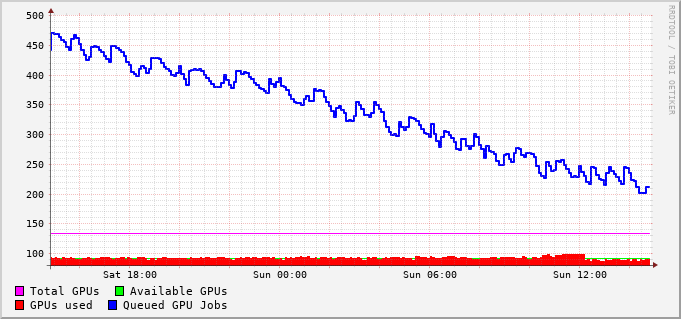 500
450
400
350
300
250
200
150
100
Sat 18:00 Sun 00:00 Sun 06:00 Sun 12:00
Total GPUs Available GPUs
GPUs used Queued GPU Jobs
RRDTOOL / TOBI OETIKER